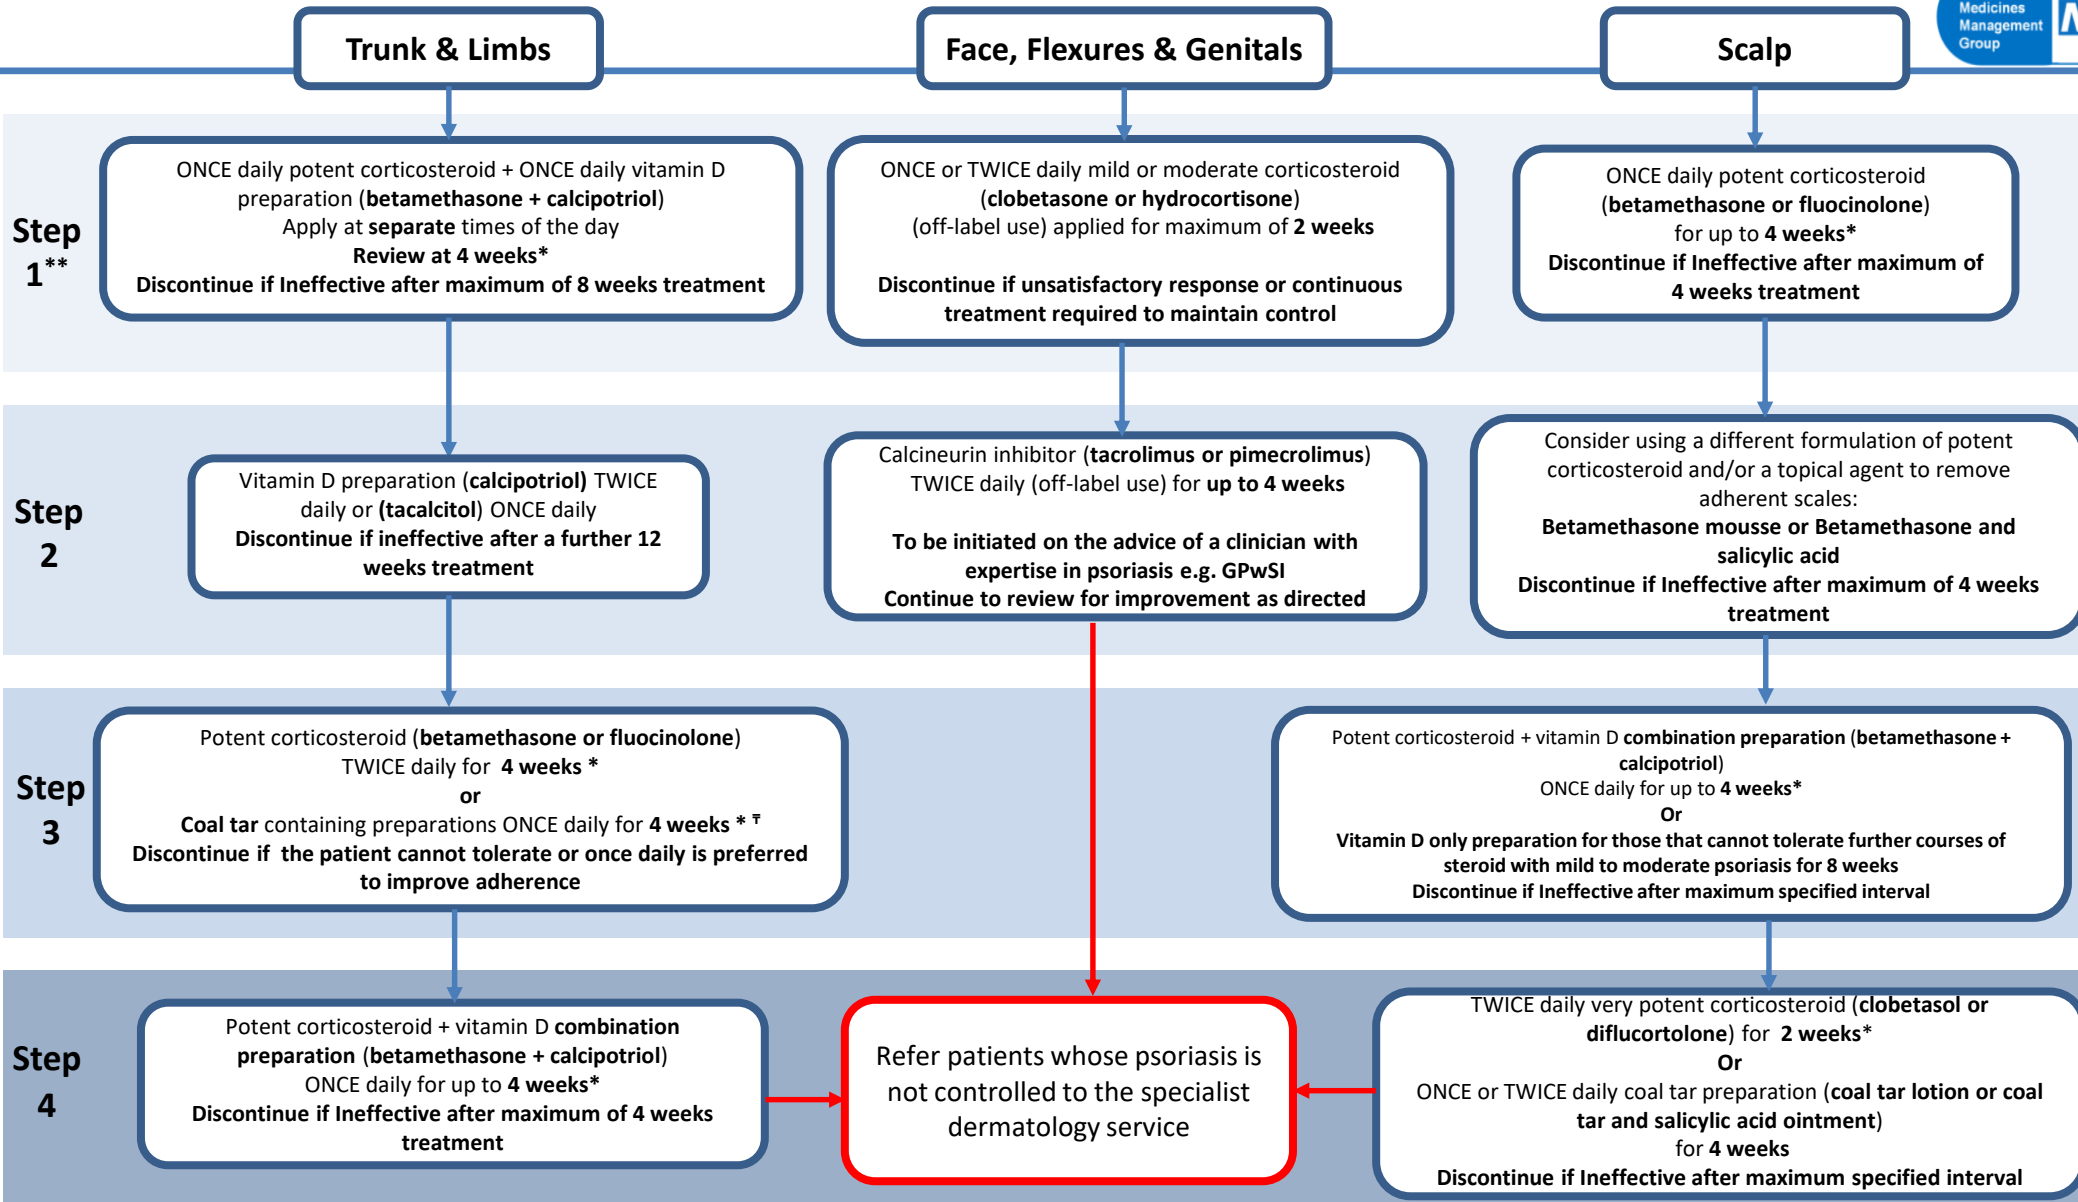 Medicines
Management
Group
Trunk & Limbs
Face, Flexures & Genitals
Scalp
Step
1**
ONCE daily potent corticosteroid + ONCE daily vitamin D
preparation (betamethasone + calcipotriol)
Apply at separate times of the day
Review at 4 weeks*
Discontinue if Ineffective after maximum of 8 weeks treatment
ONCE or TWICE daily mild or moderate corticosteroid
(clobetasone or hydrocortisone)
(off-label use) applied for maximum of 2 weeks
Discontinue if unsatisfactory response or continuous
treatment required to maintain control
ONCE daily potent corticosteroid
(betamethasone or fluocinolone)
for up to 4 weeks*
Discontinue if Ineffective after maximum of
4 weeks treatment
Step
2
Vitamin D preparation (calcipotriol) TWICE
daily or (tacalcitol) ONCE daily
Discontinue if ineffective after a further 12
weeks treatment
Calcineurin inhibitor (tacrolimus or pimecrolimus)
TWICE daily (off-label use) for up to 4 weeks
To be initiated on the advice of a clinician with
expertise in psoriasis e.g. GPwSI
Continue to review for improvement as directed
Consider using a different formulation of potent
corticosteroid and/or a topical agent to remove
adherent scales:
Betamethasone mousse or Betamethasone and
salicylic acid
Discontinue if Ineffective after maximum of 4 weeks
treatment
Step
3
Potent corticosteroid (betamethasone or fluocinolone)
TWICE daily for 4 weeks *
or
Coal tar containing preparations ONCE daily for 4 weeks * ₸
Discontinue if the patient cannot tolerate or once daily is preferred
to improve adherence
Potent corticosteroid + vitamin D combination preparation (betamethasone +
calcipotriol)
ONCE daily for up to 4 weeks*
Or
Vitamin D only preparation for those that cannot tolerate further courses of
steroid with mild to moderate psoriasis for 8 weeks
Discontinue if Ineffective after maximum specified interval
Step
4
Potent corticosteroid + vitamin D combination
preparation (betamethasone + calcipotriol)
ONCE daily for up to 4 weeks*
Discontinue if Ineffective after maximum of 4 weeks
treatment
Refer patients whose psoriasis is
not controlled to the specialist
dermatology service
TWICE daily very potent corticosteroid (clobetasol or
diflucortolone) for 2 weeks*
Or
ONCE or TWICE daily coal tar preparation (coal tar lotion or coal
tar and salicylic acid ointment)
for 4 weeks
Discontinue if Ineffective after maximum specified interval